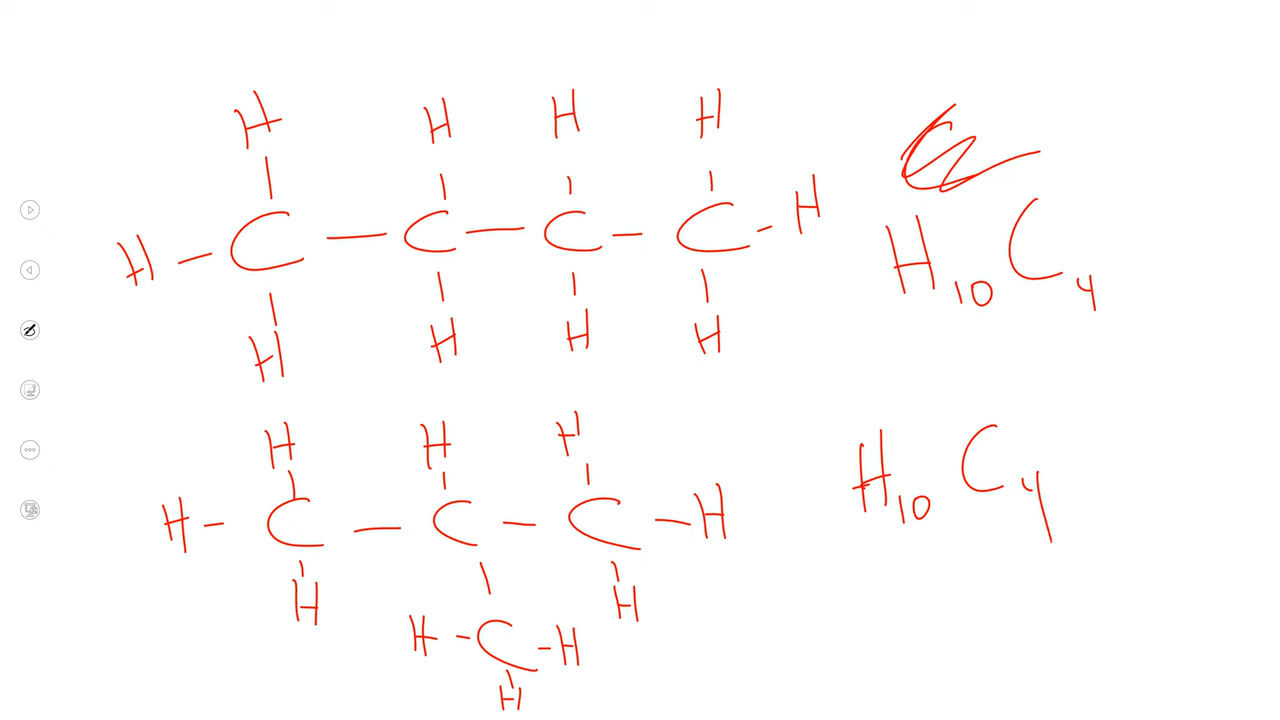 H H H H
H - C - C - C - C - H H₁₀C₄
H H H H
H H H
H - C - C - C - H H₁₀C₄
H H
H - C - H
H